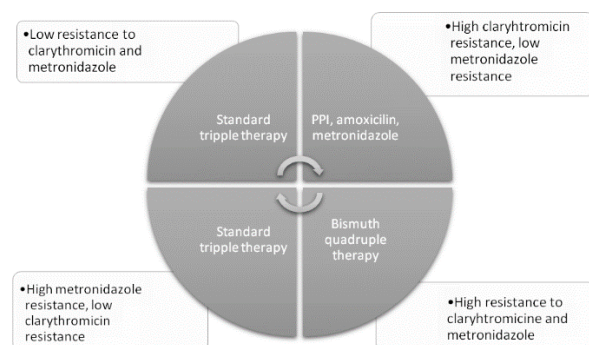 •Low resistance to
clarythromicin and
metronidazole
•High claryhtromicin
resistance, low
metronidazole
resistance
Standard
tripple therapy
PPI, amoxicilin,
metronidazole
Standard
tripple therapy
Bismuth
quadruple
therapy
•High metronidazole
resistance, low
clarythromicin
resistance
•High resistance to
clarythromicine and
metronidazole